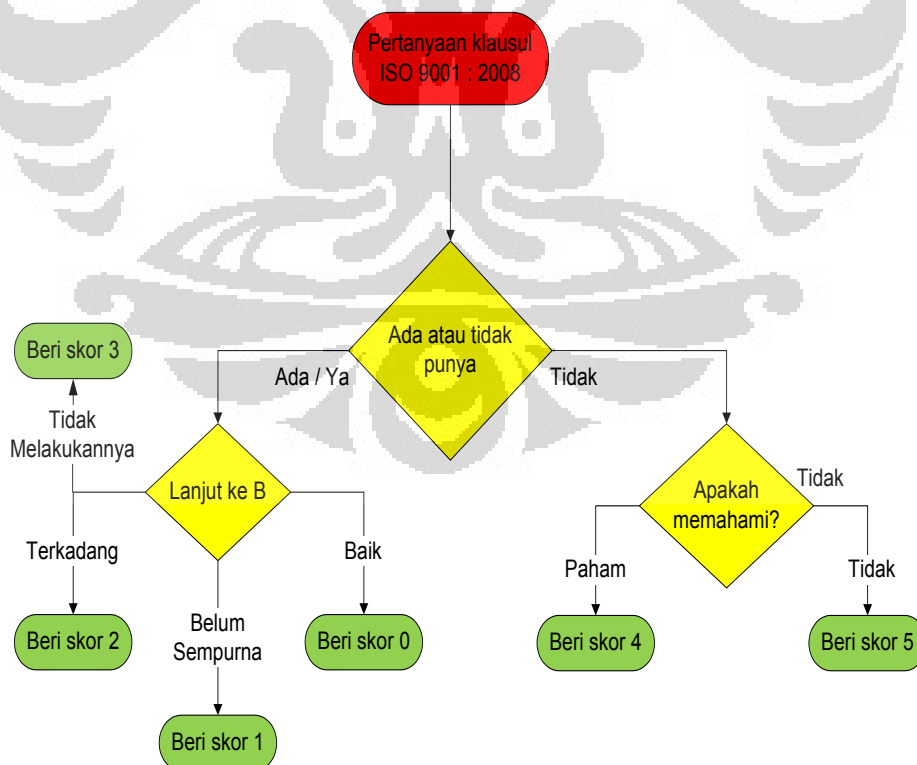 Pertanyaan klausul
ISO 9001 : 2008
Ada atau tidak
punya
Ada / Ya
Tidak
Beri skor 3
Tidak
Melakukannya
Lanjut ke B
Terkadang
Baik
Belum
Sempurna
Beri skor 2
Beri skor 0
Beri skor 1
Apakah
memahami?
Tidak
Paham
Tidak
Beri skor 4
Beri skor 5